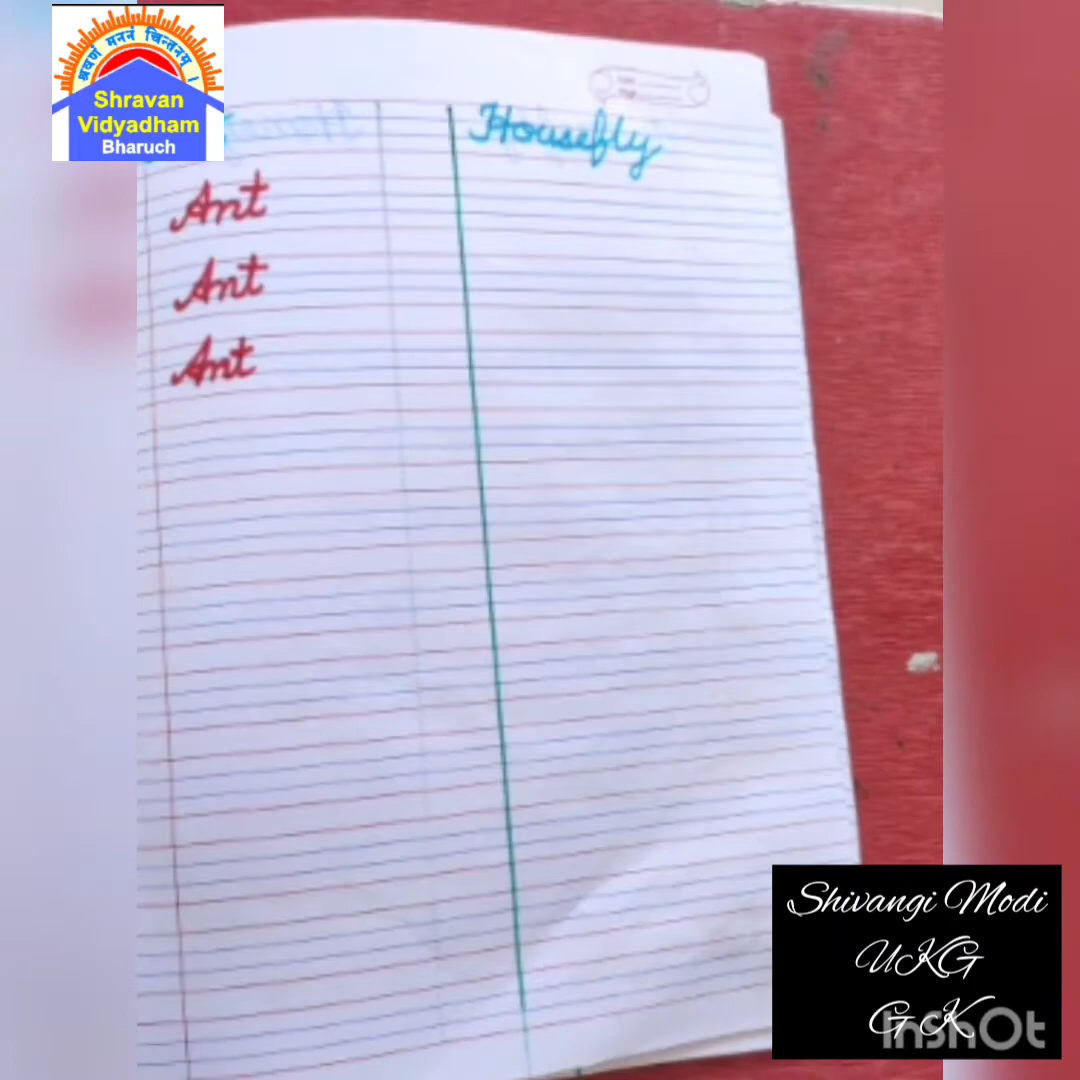 श्रवणं मननं चिन्तनम् ।
Shravan
Vidyadham
Bharuch
Housefly
Ant
Ant
Ant
Shivangi Modi
UKG
GK
InShOt